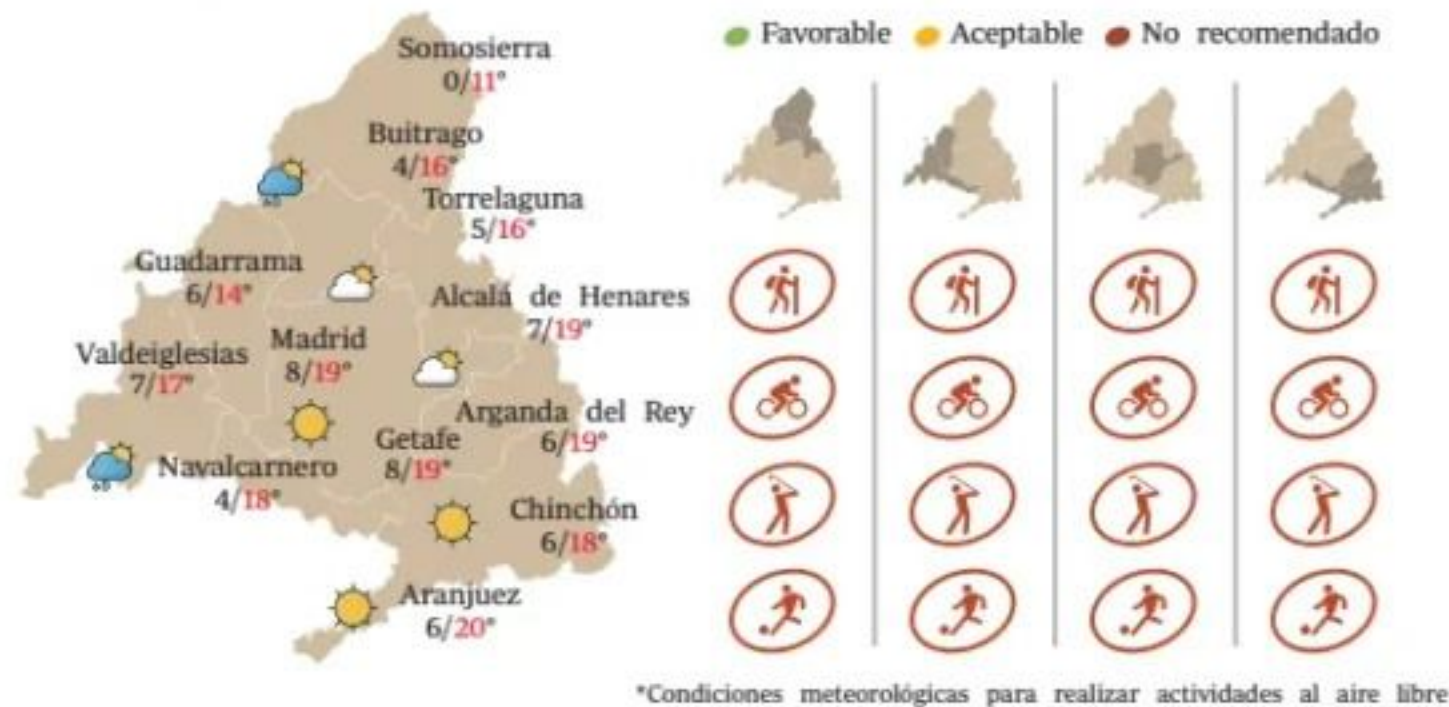 Somosierra
0/11°
Buitrago
4/16°
Torrelaguna
5/16°
Guadarrama
6/14°
Alcalá de Henares
7/19°
Madrid
8/19°
Valdeiglesias
7/17°
Arganda del Rey
6/19°
Getafe
8/19°
Navalcarnero
4/18°
Chinchón
6/18°
Aranjuez
6/20°
Favorable Aceptable No recomendado
*Condiciones meteorológicas para realizar actividades al aire libre